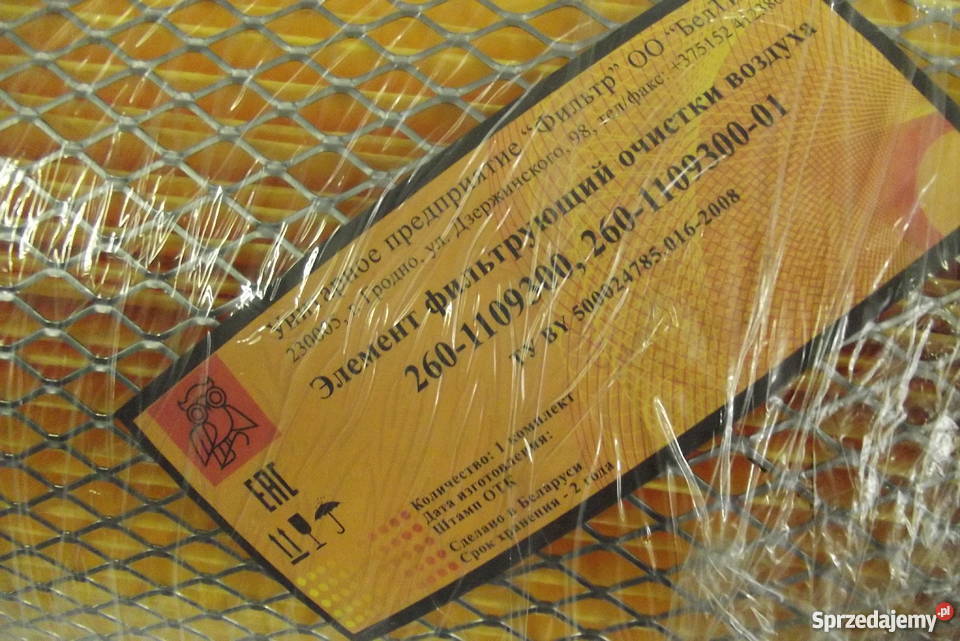 Унитарное предприятие "Фильтр" ОО "БелТИ
230005, г. Гродно, ул. Дзержинского, 98, тел/факс: +375152
Элемент фильтрующий очистки воздуха
260-1109300, 260-1109300-01
ТУ BY 500024785.016-2008
Количество: 1 комплект
Дата изготовления:
Штамп ОТК
Сделано в Беларуси
Срок хранения - 2 года
EAC
Sprzedajemy.pl